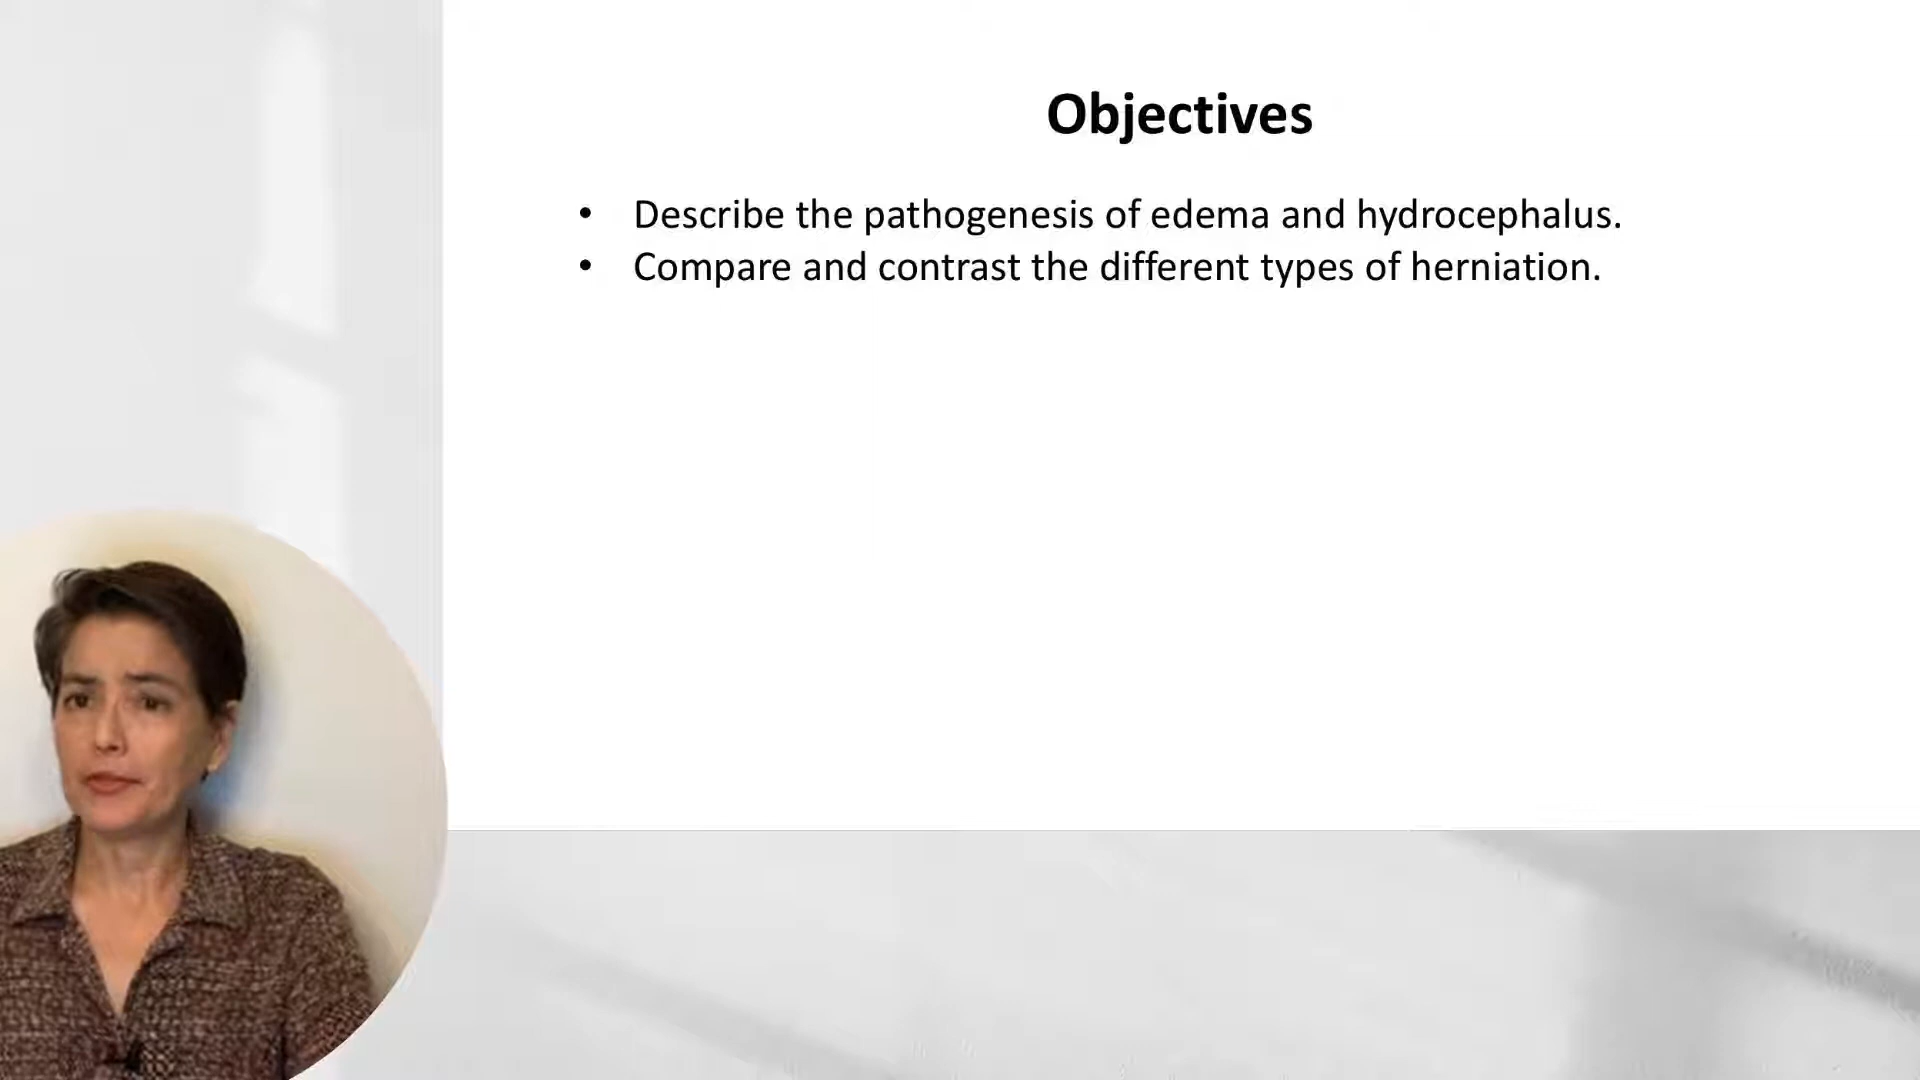 Objectives
• Describe the pathogenesis of edema and hydrocephalus.
• Compare and contrast the different types of herniation.